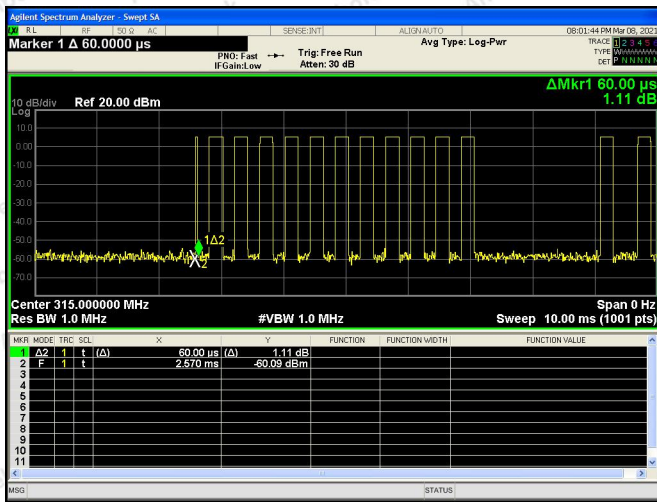 Agilent Spectrum Analyzer - Swept SA
RL RF 50 Ω AC SENSE:INT ALIGNAUTO 08:01:44 PM Mar 08, 2021
Marker 1 Δ 60.0000 µs
PNO: Fast Trig: Free Run Avg Type: Log-Pwr TRACE 1 2 3 4 5
IFGain:Low Atten: 30 dB TYPE
DET P N N N N
ΔMkr1 60.00 µs
10 dB/div Ref 20.00 dBm 1.11 dB
Log
10.0
0.00
-10.0
-20.0
-30.0
-40.0
-50.0
-60.0
-70.0
1Δ2
2
Center 315.000000 MHz Span 0 Hz
Res BW 1.0 MHz #VBW 1.0 MHz Sweep 10.00 ms (1001 pts)
MKR MODE TRC SCL X Y FUNCTION FUNCTION WIDTH FUNCTION VALUE
1 Δ2 1 t (Δ) 60.00 µs (Δ) 1.11 dB
2 F 1 t 2.570 ms -60.09 dBm
3
4
5
6
7
8
9
10
11
MSG STATUS